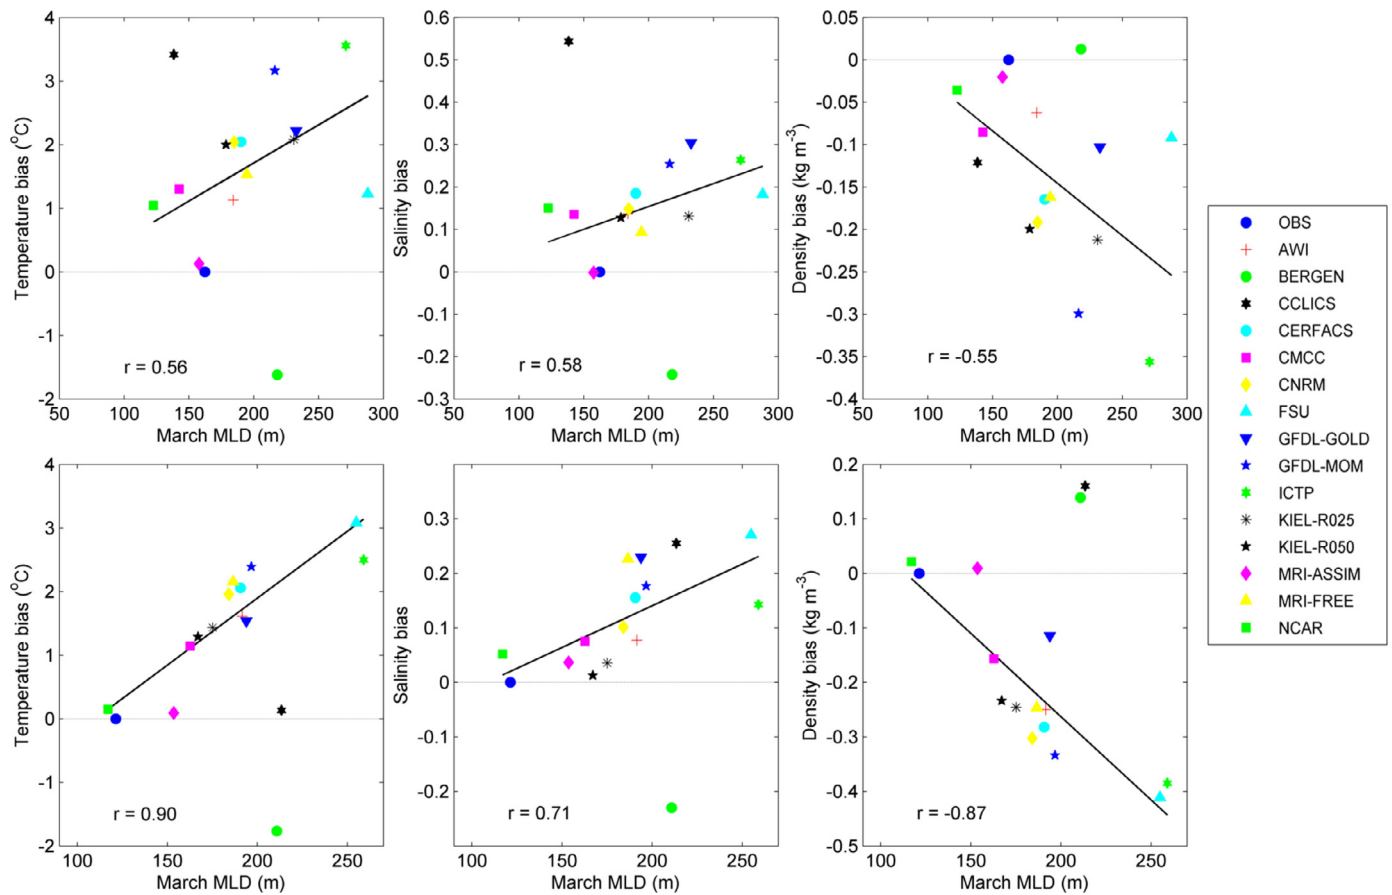 4
3
2
1
0
-1
-2
Temperature bias (°C)
r = 0.56
50 100 150 200 250 300
March MLD (m)
0.6
0.5
0.4
0.3
0.2
0.1
0
-0.1
-0.2
-0.3
Salinity bias
r = 0.58
50 100 150 200 250 300
March MLD (m)
0
-0.05
-0.1
-0.15
-0.2
-0.25
-0.3
-0.35
-0.4
Density bias (kg m⁻³)
r = -0.55
50 100 150 200 250 300
March MLD (m)
4
3
2
1
0
-1
-2
Temperature bias (°C)
r = 0.90
100 150 200 250
March MLD (m)
0.3
0.2
0.1
0
-0.1
-0.2
Salinity bias
r = 0.71
100 150 200 250
March MLD (m)
0.2
0.1
0
-0.1
-0.2
-0.3
-0.4
-0.5
Density bias (kg m⁻³)
r = -0.87
100 150 200 250
March MLD (m)
OBS
AWI
BERGEN
CCLICS
CERFACS
CMCC
CNRM
FSU
GFDL-GOLD
GFDL-MOM
ICTP
KIEL-R025
KIEL-R050
MRI-ASSIM
MRI-FREE
NCAR